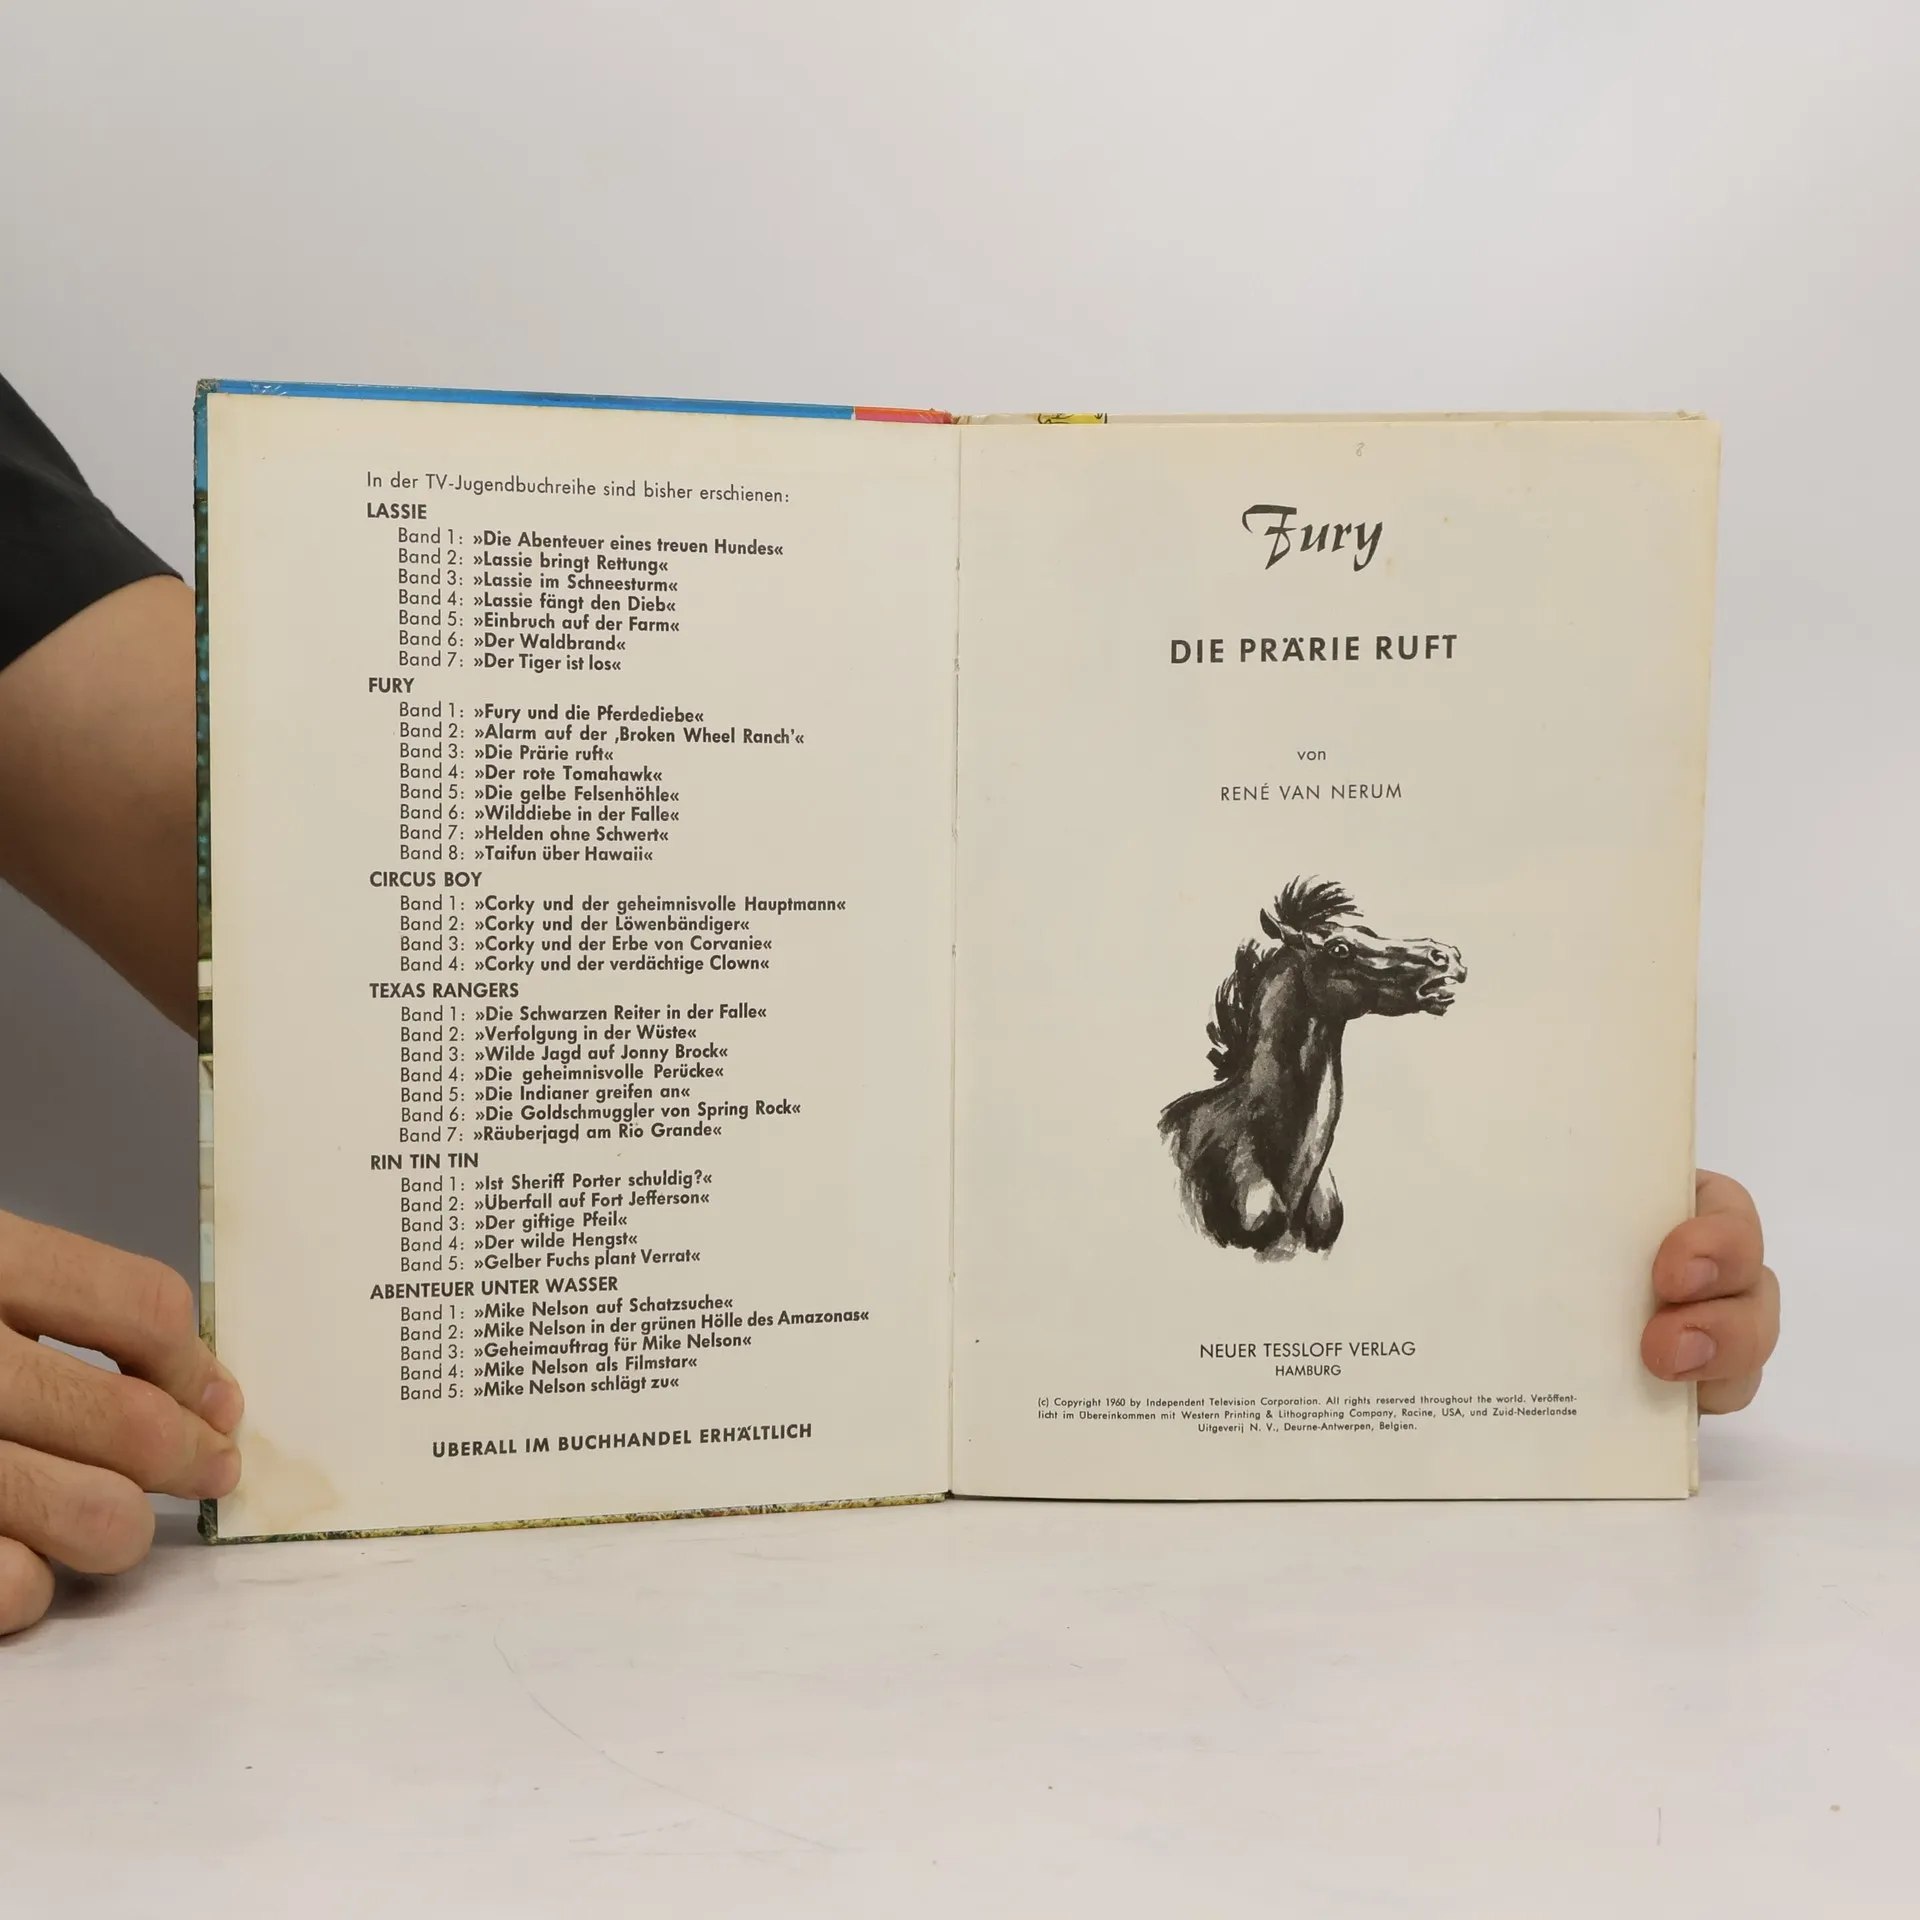 In der TV-Jugendbuchreihe sind bisher erschienen:
LASSIE
Band 1: »Die Abenteuer eines treuen Hundes«
Band 2: »Lassie bringt Rettung«
Band 3: »Lassie im Schneesturm«
Band 4: »Lassie fängt den Dieb«
Band 5: »Einbruch auf der Farm«
Band 6: »Der Waldbrand«
Band 7: »Der Tiger ist los«
FURY
Band 1: »Fury und die Pferdediebe«
Band 2: »Alarm auf der ‚Broken Wheel Ranch'«
Band 3: »Die Prärie ruft«
Band 4: »Der rote Tomahawk«
Band 5: »Die gelbe Felsenhöhle«
Band 6: »Wilddiebe in der Falle«
Band 7: »Helden ohne Schwert«
Band 8: »Taifun über Hawaii«
CIRCUS BOY
Band 1: »Corky und der geheimnisvolle Hauptmann«
Band 2: »Corky und der Löwenbändiger«
Band 3: »Corky und der Erbe von Corvanie«
Band 4: »Corky und der verdächtige Clown«
TEXAS RANGERS
Band 1: »Die Schwarzen Reiter in der Falle«
Band 2: »Verfolgung in der Wüste«
Band 3: »Wilde Jagd auf Jonny Brock«
Band 4: »Die geheimnisvolle Perücke«
Band 5: »Die Indianer greifen an«
Band 6: »Die Goldschmuggler von Spring Rock«
Band 7: »Räuberjagd am Rio Grande«
RIN TIN TIN
Band 1: »Ist Sheriff Porter schuldig?«
Band 2: »Überfall auf Fort Jefferson«
Band 3: »Der giftige Pfeil«
Band 4: »Der wilde Hengst«
Band 5: »Gelber Fuchs plant Verrat«
ABENTEUER UNTER WASSER
Band 1: »Mike Nelson auf Schatzsuche«
Band 2: »Mike Nelson in der grünen Hölle des Amazonas«
Band 3: »Geheimauftrag für Mike Nelson«
Band 4: »Mike Nelson als Filmstar«
Band 5: »Mike Nelson schlägt zu«
ÜBERALL IM BUCHHANDEL ERHÄLTLICH
8
Fury
DIE PRÄRIE RUFT
von
RENÉ VAN NERUM
NEUER TESSLOFF VERLAG
HAMBURG
(c) Copyright 1960 by Independent Television Corporation. All rights reserved throughout the world. Veröffent-
licht im Übereinkommen mit Western Printing & Lithographing Company, Racine, USA, und Zuid-Nederlandse
Uitgeverij N. V., Deurne-Antwerpen, Belgien.